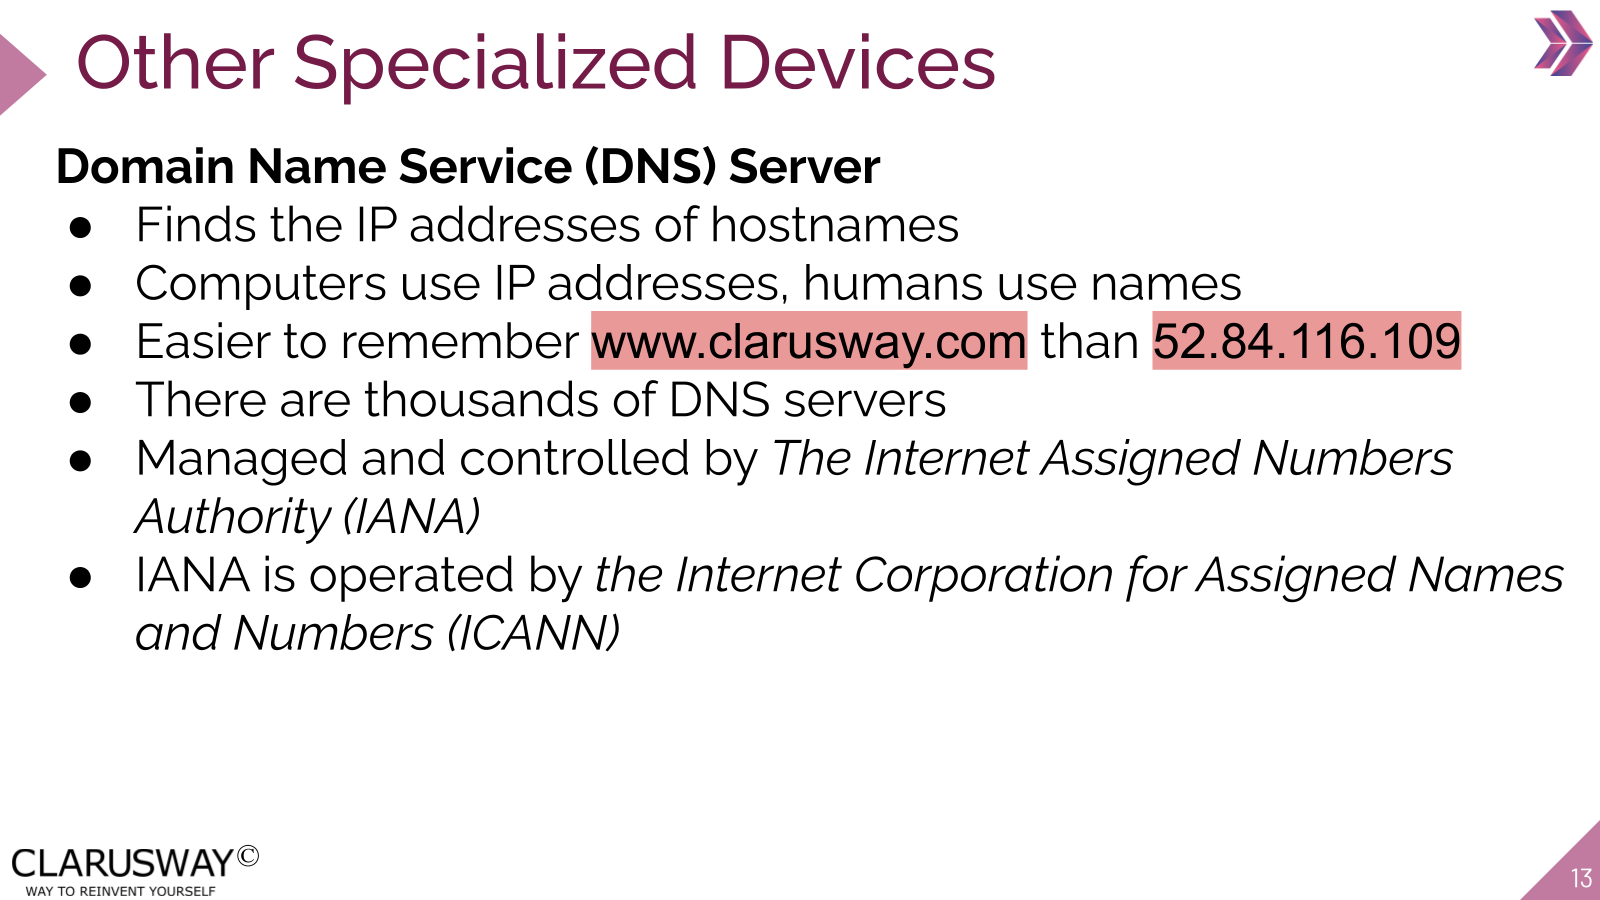 Other Specialized Devices
Domain Name Service (DNS) Server
● Finds the IP addresses of hostnames
● Computers use IP addresses, humans use names
● Easier to remember www.clarusway.com than 52.84.116.109
● There are thousands of DNS servers
● Managed and controlled by The Internet Assigned Numbers
Authority (IANA)
● IANA is operated by the Internet Corporation for Assigned Names
and Numbers (ICANN)
CLARUSWAY©
WAY TO REINVENT YOURSELF
13